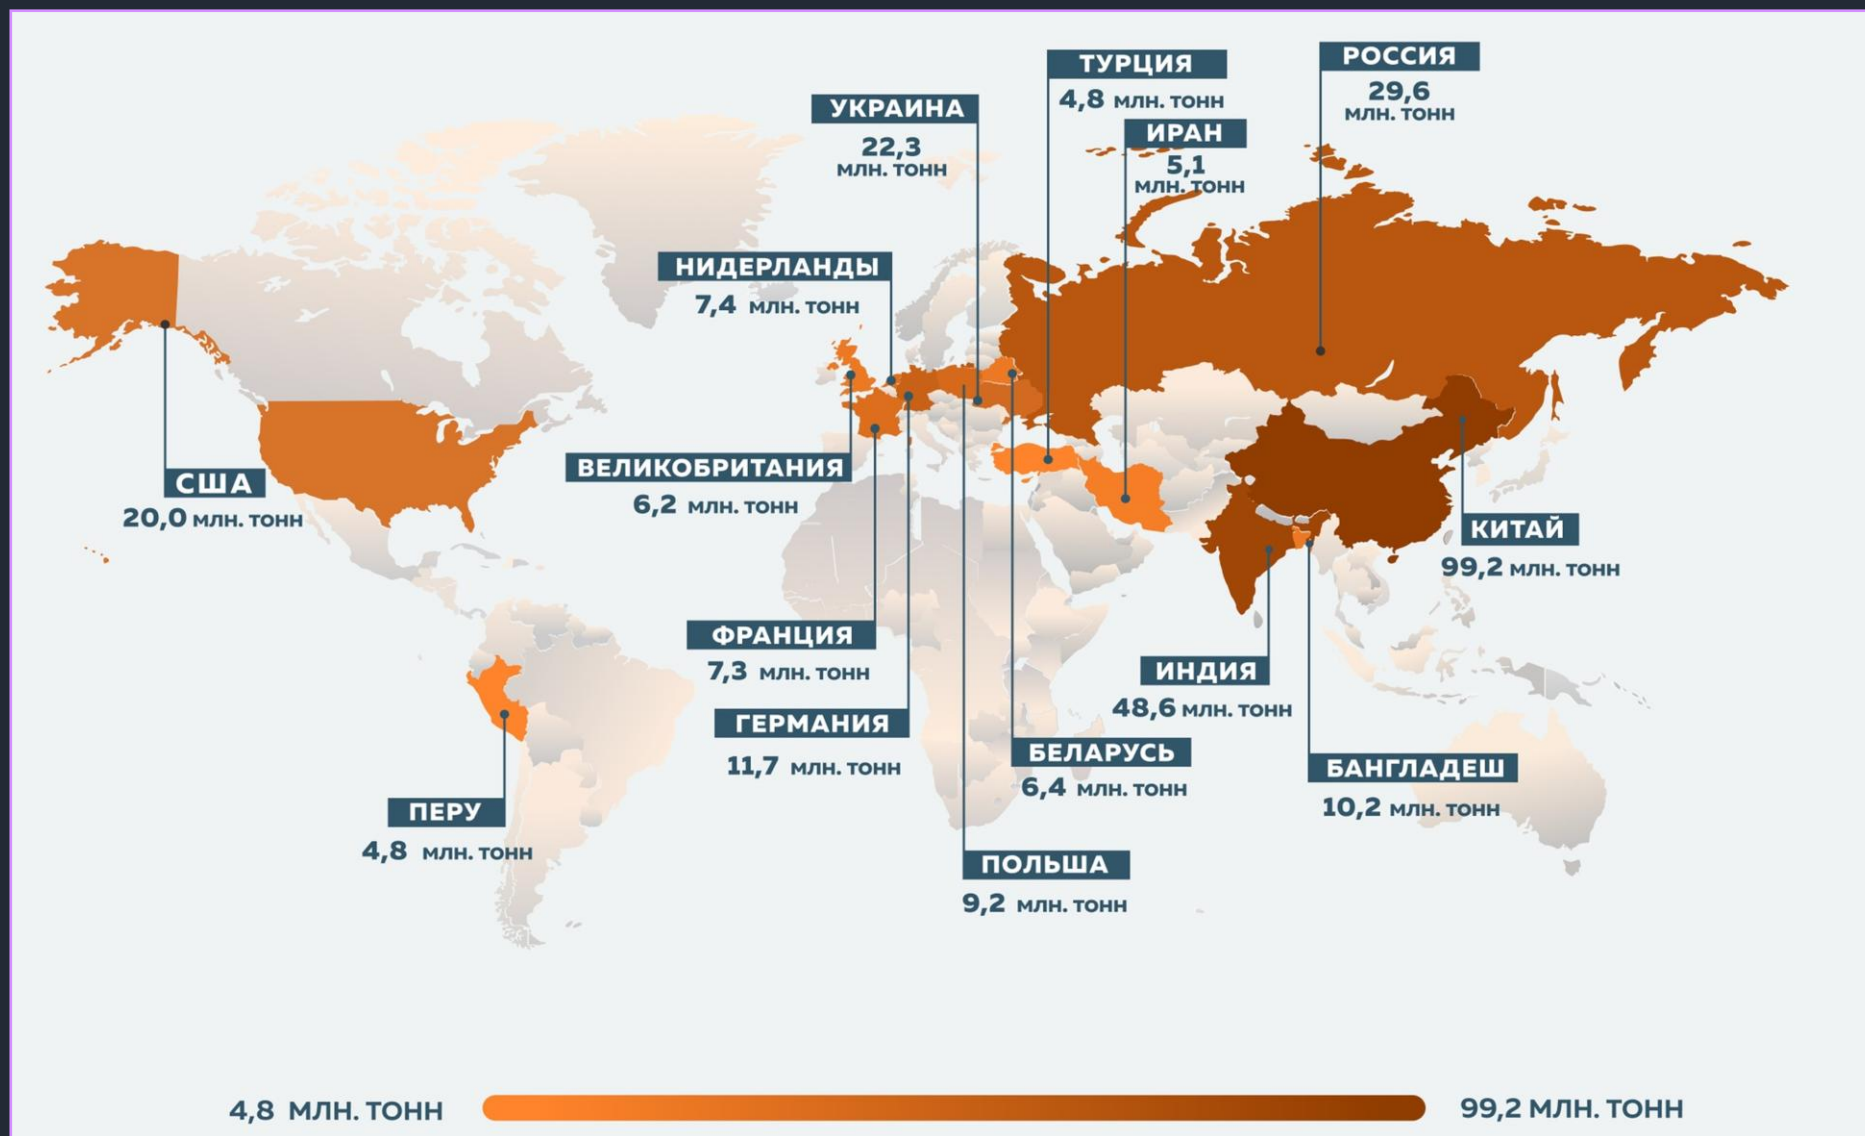 ТУРЦИЯ
4,8 МЛН. ТОНН
РОССИЯ
29,6
МЛН. ТОНН
УКРАИНА
22,3
МЛН. ТОНН
ИРАН
5,1
МЛН. ТОНН
НИДЕРЛАНДЫ
7,4 МЛН. ТОНН
ВЕЛИКОБРИТАНИЯ
6,2 МЛН. ТОНН
США
20,0 МЛН. ТОНН
КИТАЙ
99,2 МЛН. ТОНН
ФРАНЦИЯ
7,3 МЛН. ТОНН
ИНДИЯ
48,6 МЛН. ТОНН
ГЕРМАНИЯ
11,7 МЛН. ТОНН
БЕЛАРУСЬ
6,4 МЛН. ТОНН
БАНГЛАДЕШ
10,2 МЛН. ТОНН
ПЕРУ
4,8 МЛН. ТОНН
ПОЛЬША
9,2 МЛН. ТОНН
4,8 МЛН. ТОНН
99,2 МЛН. ТОНН